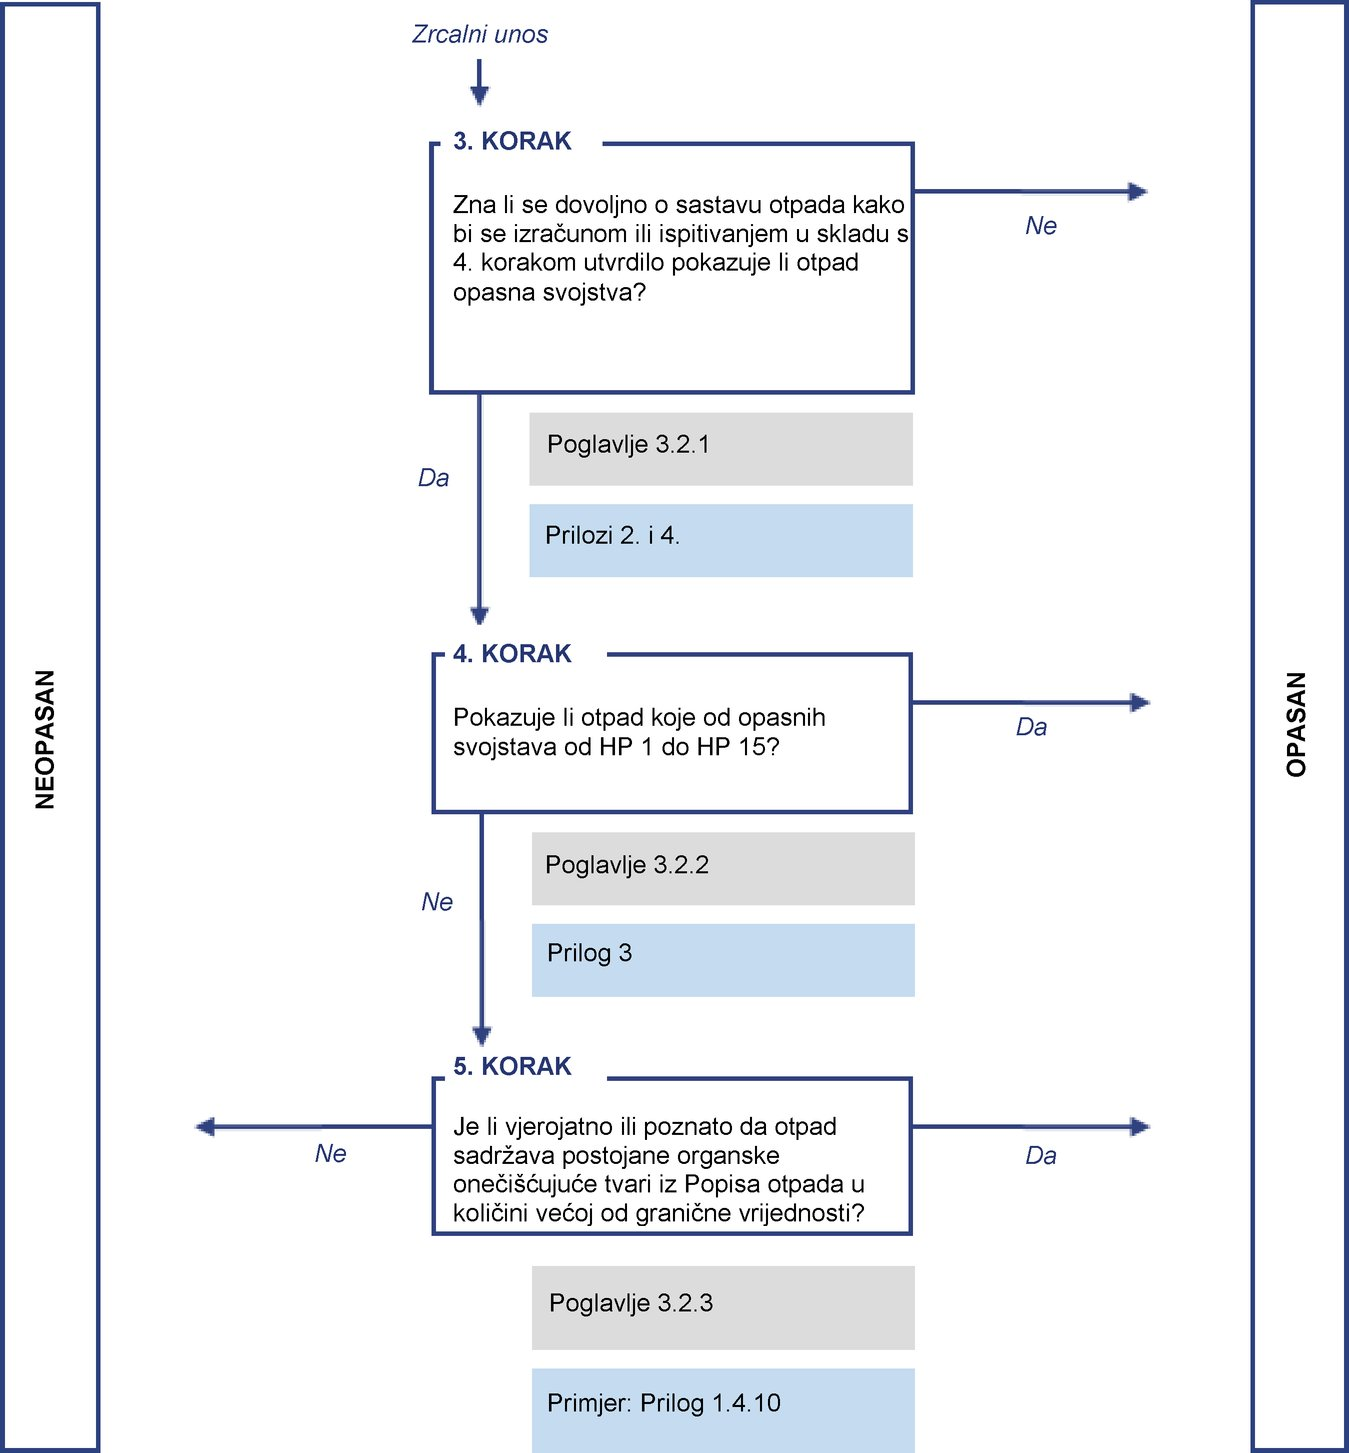 Zrcalni unos
3. KORAK
Zna li se dovoljno o sastavu otpada kako
bi se izračunom ili ispitivanjem u skladu s
4. korakom utvrdilo pokazuje li otpad
opasna svojstva?
Ne
Poglavlje 3.2.1
Da
Prilozi 2. i 4.
4. KORAK
Pokazuje li otpad koje od opasnih
svojstava od HP 1 do HP 15?
Da
NEOPASAN
OPASAN
Poglavlje 3.2.2
Ne
Prilog 3
5. KORAK
Je li vjerojatno ili poznato da otpad
sadržava postojane organske
onečišćujuće tvari iz Popisa otpada u
količini većoj od granične vrijednosti?
Ne
Da
Poglavlje 3.2.3
Primjer: Prilog 1.4.10